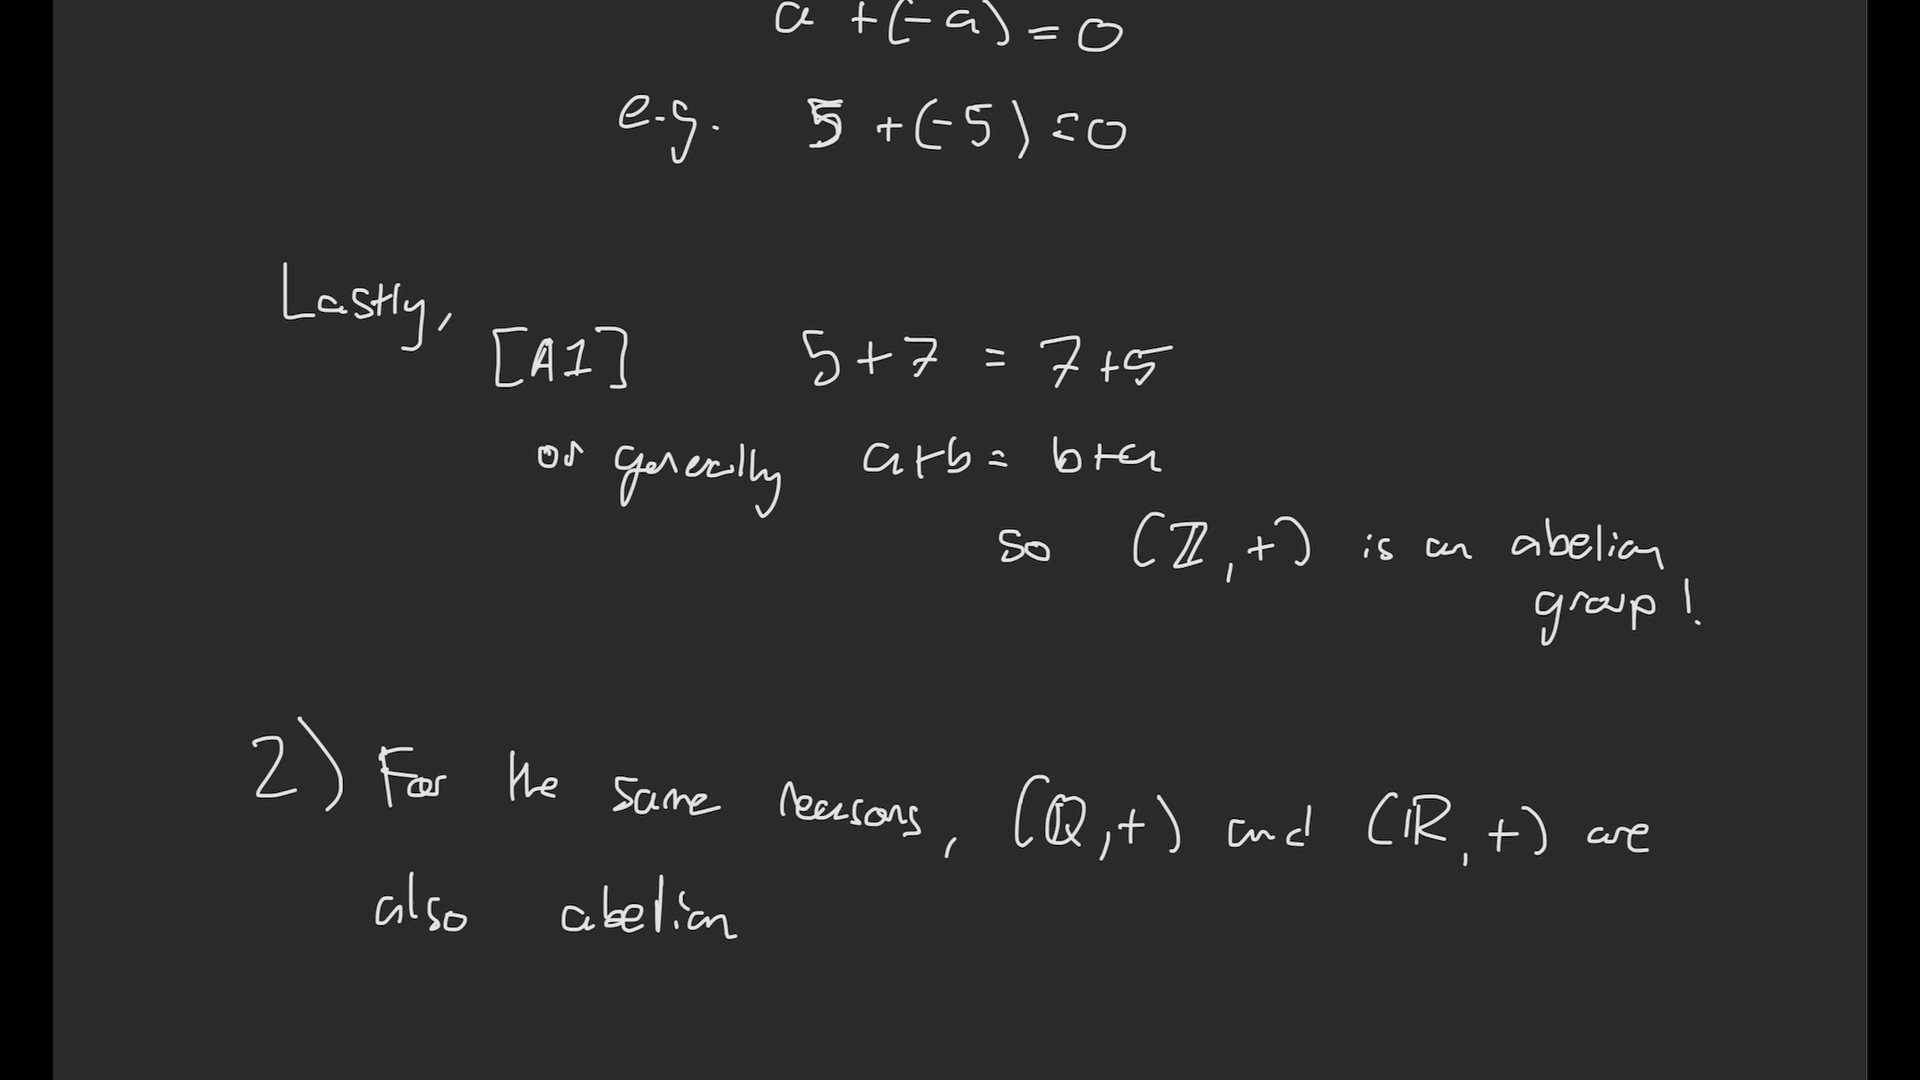 a + (-a) = 0
e.g. 5 + (-5) = 0
Lastly,
[A1] 5 + 7 = 7 + 5
or generally a + b = b + a
so (ℤ, +) is an abelian
group!
2) For the same reasons, (ℚ, +) and (ℝ, +) are
also abelian